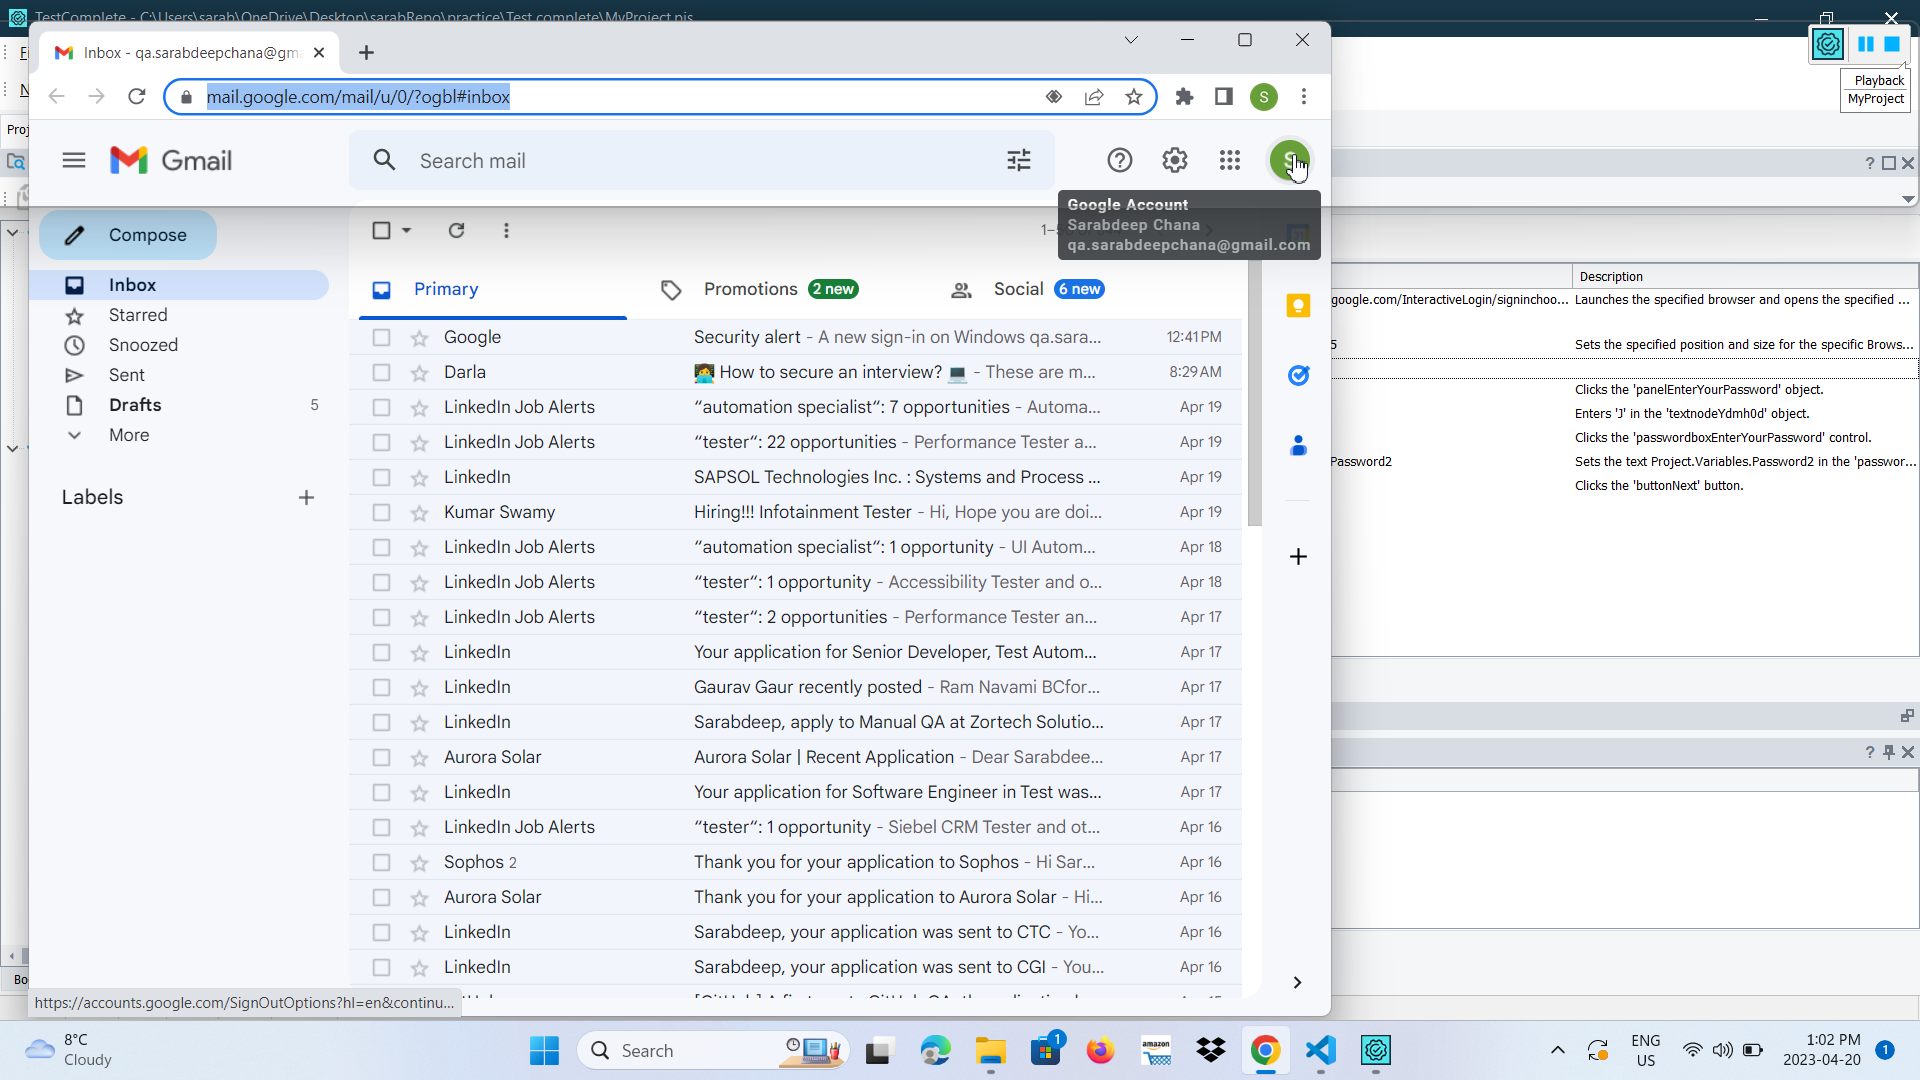 TestComplete - C:\Users\sarah\OneDrive\Desktop\sarahRepo\practice\Test complete\MyProject.pjs
Inbox - qa.sarabdeepchana@gm
mail.google.com/mail/u/0/?ogbl#inbox
S
Playback
MyProject
Gmail
Search mail
S
Google Account
Sarabdeep Chana
qa.sarabdeepchana@gmail.com
Compose
Inbox
Starred
Snoozed
Sent
Drafts 5
More
Labels
Primary
Promotions 2 new
Social 6 new
Google Security alert - A new sign-in on Windows qa.sara... 12:41 PM
Darla How to secure an interview? - These are m... 8:29 AM
LinkedIn Job Alerts “automation specialist“: 7 opportunities - Automa... Apr 19
LinkedIn Job Alerts “tester“: 22 opportunities - Performance Tester a... Apr 19
LinkedIn SAPSOL Technologies Inc. : Systems and Process ... Apr 19
Kumar Swamy Hiring!!! Infotainment Tester - Hi, Hope you are doi... Apr 19
LinkedIn Job Alerts “automation specialist“: 1 opportunity - UI Autom... Apr 18
LinkedIn Job Alerts “tester“: 1 opportunity - Accessibility Tester and o... Apr 18
LinkedIn Job Alerts “tester“: 2 opportunities - Performance Tester an... Apr 17
LinkedIn Your application for Senior Developer, Test Autom... Apr 17
LinkedIn Gaurav Gaur recently posted - Ram Navami BCfor... Apr 17
LinkedIn Sarabdeep, apply to Manual QA at Zortech Solutio... Apr 17
Aurora Solar Aurora Solar | Recent Application - Dear Sarabdee... Apr 17
LinkedIn Your application for Software Engineer in Test was... Apr 17
LinkedIn Job Alerts “tester“: 1 opportunity - Siebel CRM Tester and ot... Apr 16
Sophos 2 Thank you for your application to Sophos - Hi Sar... Apr 16
Aurora Solar Thank you for your application to Aurora Solar - Hi... Apr 16
LinkedIn Sarabdeep, your application was sent to CTC - Yo... Apr 16
LinkedIn Sarabdeep, your application was sent to CGI - You... Apr 16
https://accounts.google.com/SignOutOptions?hl=en&continu...
Description
google.com/InteractiveLogin/signinchoo... Launches the specified browser and opens the specified ...
5 Sets the specified position and size for the specific Brows...
Clicks the 'panelEnterYourPassword' object.
Enters 'J' in the 'textnodeYdmh0d' object.
Clicks the 'passwordboxEnterYourPassword' control.
Password2 Sets the text Project.Variables.Password2 in the 'passwor...
Clicks the 'buttonNext' button.
8°C
Cloudy
Search
amazon
1
ENG
US
1:02 PM
2023-04-20
1